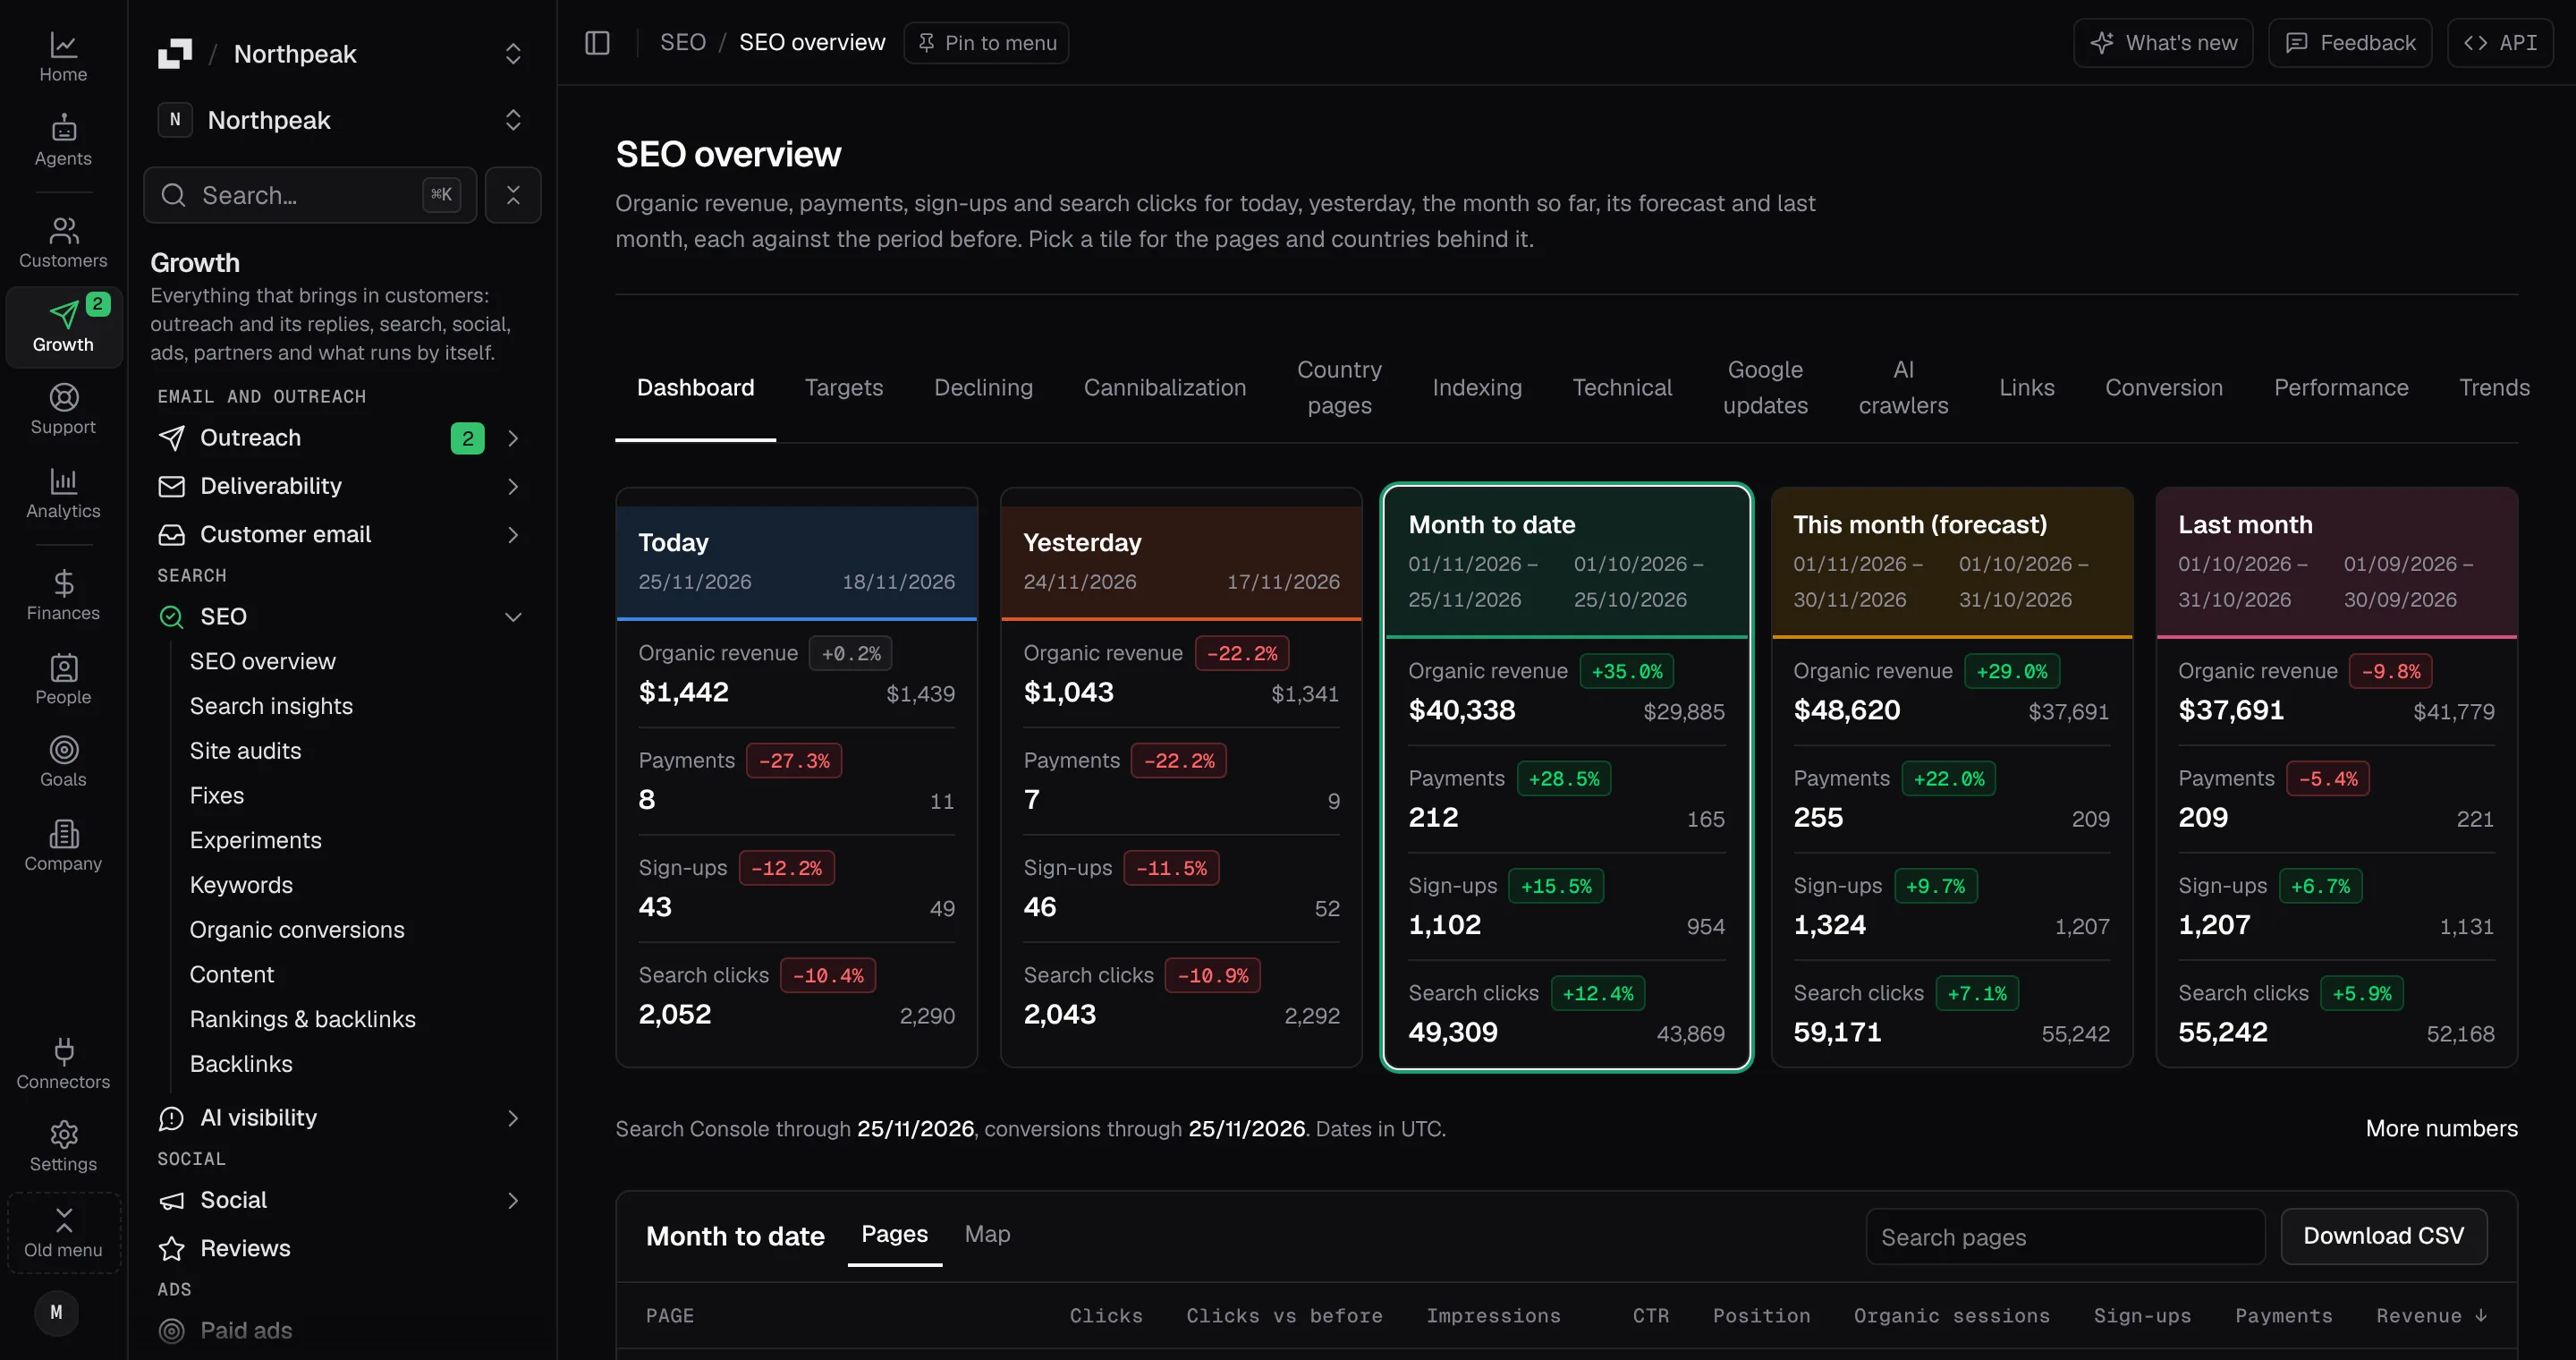 Home
Agents
Customers
2
Growth
Support
Analytics
Finances
People
Goals
Company
Connectors
Settings
Old menu
M
/ Northpeak
N Northpeak
Search... ⌘K
Growth
Everything that brings in customers:
outreach and its replies, search, social,
ads, partners and what runs by itself.
EMAIL AND OUTREACH
Outreach 2
Deliverability
Customer email
SEARCH
SEO
SEO overview
Search insights
Site audits
Fixes
Experiments
Keywords
Organic conversions
Content
Rankings & backlinks
Backlinks
AI visibility
SOCIAL
Social
Reviews
ADS
Paid ads
SEO / SEO overview Pin to menu
What's new Feedback API
SEO overview
Organic revenue, payments, sign-ups and search clicks for today, yesterday, the month so far, its forecast and last
month, each against the period before. Pick a tile for the pages and countries behind it.
Dashboard Targets Declining Cannibalization Country pages Indexing Technical Google updates AI crawlers Links Conversion Performance Trends
Today
25/11/2026 18/11/2026
Organic revenue +0.2%
$1,442 $1,439
Payments -27.3%
8 11
Sign-ups -12.2%
43 49
Search clicks -10.4%
2,052 2,290
Yesterday
24/11/2026 17/11/2026
Organic revenue -22.2%
$1,043 $1,341
Payments -22.2%
7 9
Sign-ups -11.5%
46 52
Search clicks -10.9%
2,043 2,292
Month to date
01/11/2026 – 01/10/2026 –
25/11/2026 25/10/2026
Organic revenue +35.0%
$40,338 $29,885
Payments +28.5%
212 165
Sign-ups +15.5%
1,102 954
Search clicks +12.4%
49,309 43,869
This month (forecast)
01/11/2026 – 01/10/2026 –
30/11/2026 31/10/2026
Organic revenue +29.0%
$48,620 $37,691
Payments +22.0%
255 209
Sign-ups +9.7%
1,324 1,207
Search clicks +7.1%
59,171 55,242
Last month
01/10/2026 – 01/09/2026 –
31/10/2026 30/09/2026
Organic revenue -9.8%
$37,691 $41,779
Payments -5.4%
209 221
Sign-ups +6.7%
1,207 1,131
Search clicks +5.9%
55,242 52,168
Search Console through 25/11/2026, conversions through 25/11/2026. Dates in UTC.
More numbers
Month to date Pages Map
Search pages Download CSV
PAGE Clicks Clicks vs before Impressions CTR Position Organic sessions Sign-ups Payments Revenue ↓